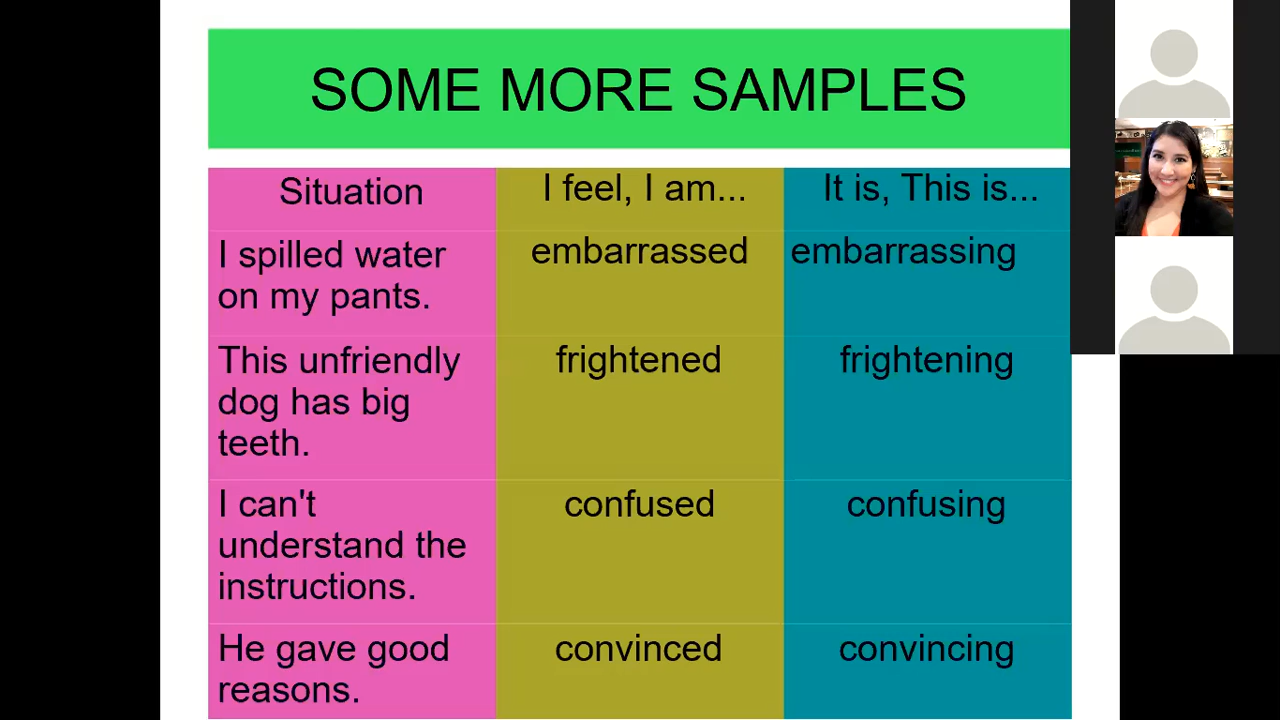 SOME MORE SAMPLES
Situation
I feel, I am...
It is, This is...
I spilled water
on my pants.
embarrassed
embarrassing
This unfriendly
dog has big
teeth.
frightened
frightening
I can't
understand the
instructions.
confused
confusing
He gave good
reasons.
convinced
convincing